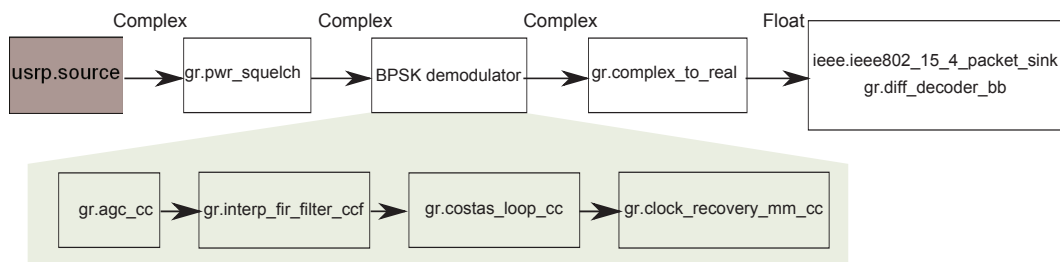 Complex
Complex
Complex
Float
usrp.source
gr.pwr_squelch
BPSK demodulator
gr.complex_to_real
ieee.ieee802_15_4_packet_sink
gr.diff_decoder_bb
gr.agc_cc
gr.interp_fir_filter_ccf
gr.costas_loop_cc
gr.clock_recovery_mm_cc